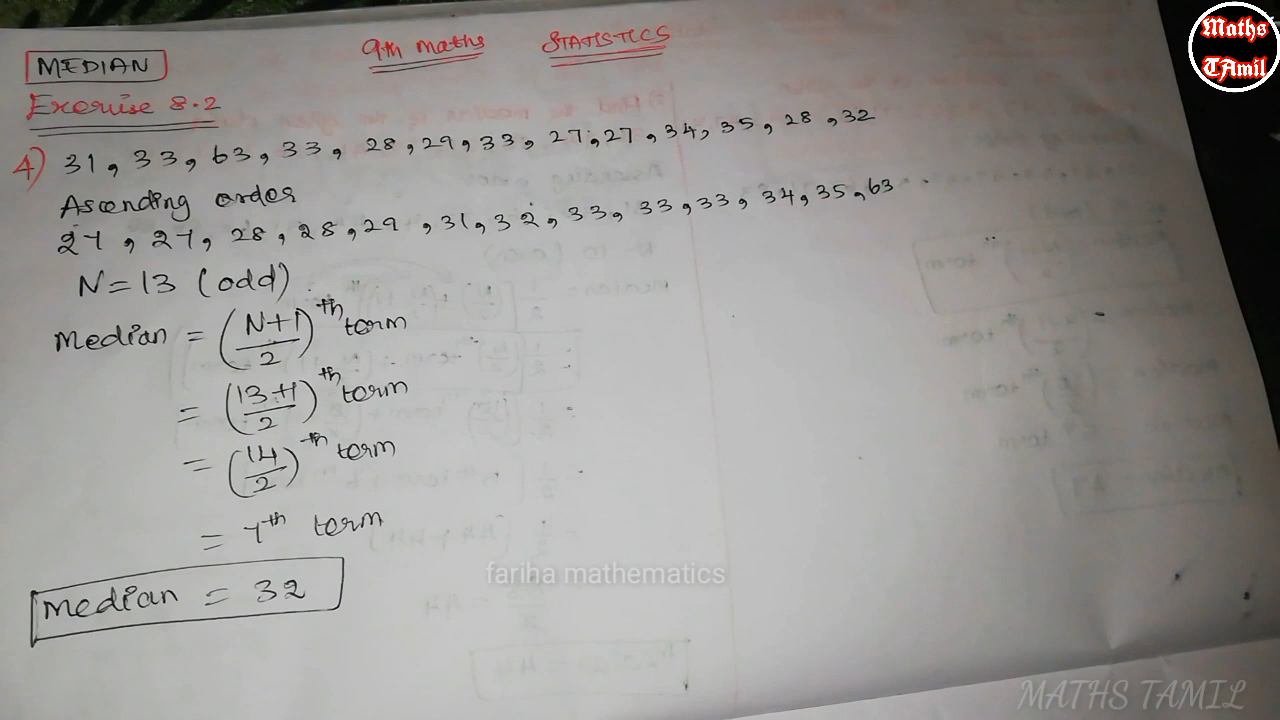 9th maths STATISTICS
Maths
TAmil
MEDIAN
Exercise 8.2
4) 31, 33, 63, 33, 28, 29, 33, 27, 27, 34, 35, 28, 32
Ascending order
27, 27, 28, 28, 29, 31, 32, 33, 33, 33, 34, 35, 63
N = 13 (odd)
Median = ((N+1)/2)th term
= ((13+1)/2)th term
= (14/2)th term
= 7th term
Median = 32
fariha mathematics
MATHS TAMIL